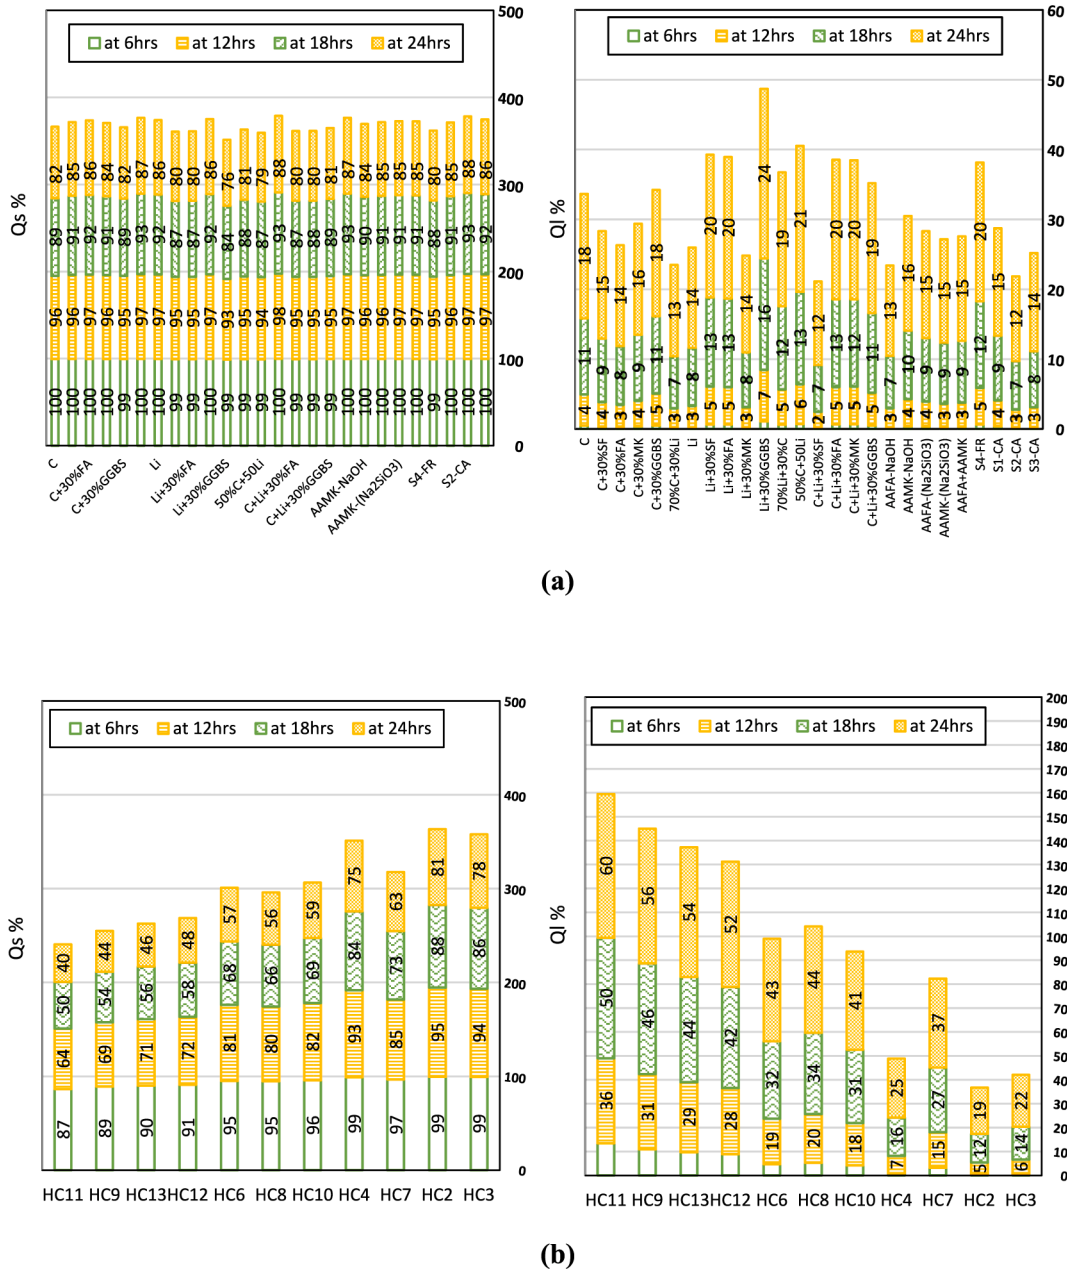 500
400
300
200
100
0
Qs %
at 6hrs at 12hrs at 18hrs at 24hrs
82 85 86 84 82 87 86 80 80 86 76 81 79 88 80 80 81 87 84 85 85 85 80 85 88 86
89 91 92 91 89 93 92 87 87 92 84 88 87 93 87 88 89 93 90 91 91 91 88 91 93 92
96 96 97 96 95 97 97 95 95 97 93 95 94 98 95 95 95 97 96 96 97 97 95 96 97 97
100 100 100 100 99 100 100 99 99 100 99 99 99 100 99 99 99 100 100 100 100 100 99 100 100 100
C C+30%FA C+30%GGBS Li Li+30%FA Li+30%GGBS 50%C+50Li C+Li+30%FA C+Li+30%GGBS AAMK-NaOH AAMK-(Na2SiO3) S4-FR S2-CA
60
50
40
30
20
10
0
Ql %
at 6hrs at 12hrs at 18hrs at 24hrs
18 15 14 16 18 13 14 20 20 14 24 19 21 12 20 20 19 13 16 15 15 15 20 15 12 14
11 9 8 9 11 7 8 13 13 8 16 12 13 7 13 12 11 7 10 9 9 9 12 9 7 8
4 4 3 4 5 3 3 5 5 3 7 5 6 2 5 5 5 3 4 4 3 3 5 4 3 3
C C+30%SF C+30%FA C+30%MK C+30%GGBS 70%C+30%Li Li Li+30%SF Li+30%FA Li+30%MK Li+30%GGBS 70%Li+30%C 50%C+50Li C+Li+30%SF C+Li+30%FA C+Li+30%MK C+Li+30%GGBS AAFA-NaOH AAMK-NaOH AAFA-(Na2SiO3) AAMK-(Na2SiO3) AAFA+AAMK S4-FR S1-CA S2-CA S3-CA
(a)
500
400
300
200
100
0
Qs %
at 6hrs at 12hrs at 18hrs at 24hrs
40 44 46 48 57 56 59 75 63 81 78
50 54 56 58 68 66 69 84 73 88 86
64 69 71 72 81 80 82 93 85 95 94
87 89 90 91 95 95 96 99 97 99 99
HC11 HC9 HC13 HC12 HC6 HC8 HC10 HC4 HC7 HC2 HC3
200
190
180
170
160
150
140
130
120
110
100
90
80
70
60
50
40
30
20
10
0
Ql %
at 6hrs at 12hrs at 18hrs at 24hrs
60 56 54 52 43 44 41 25 37 19 22
50 46 44 42 32 34 31 16 27 12 14
36 31 29 28 19 20 18 7 15 5 6
HC11 HC9 HC13 HC12 HC6 HC8 HC10 HC4 HC7 HC2 HC3
(b)